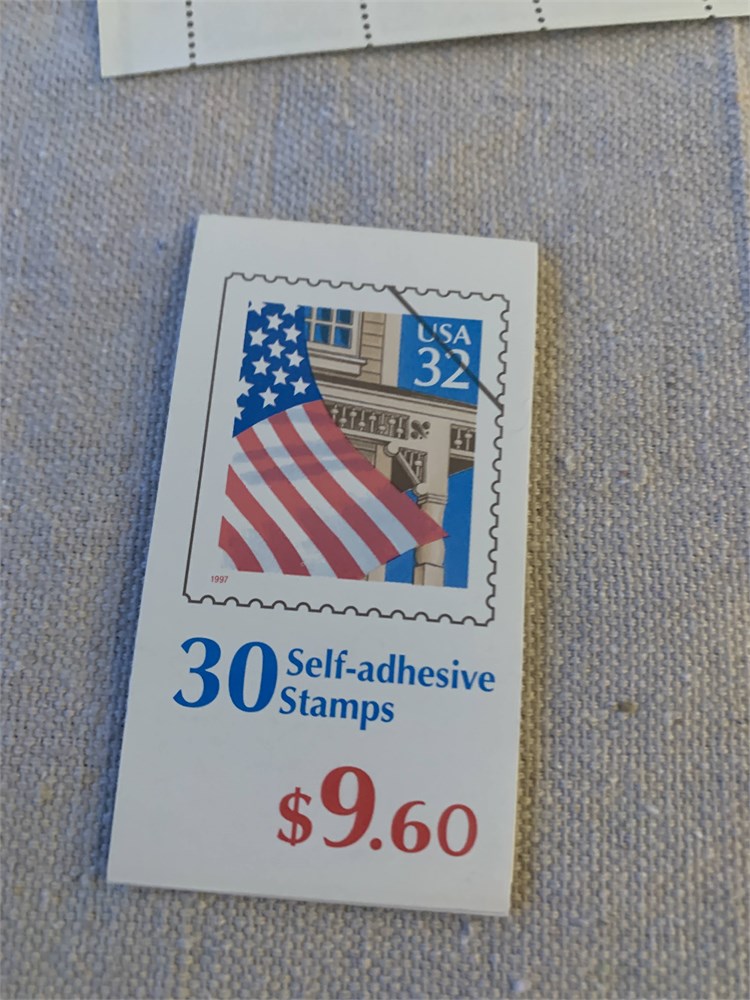 USA
32
1997
30 Self-adhesive
Stamps
$9.60